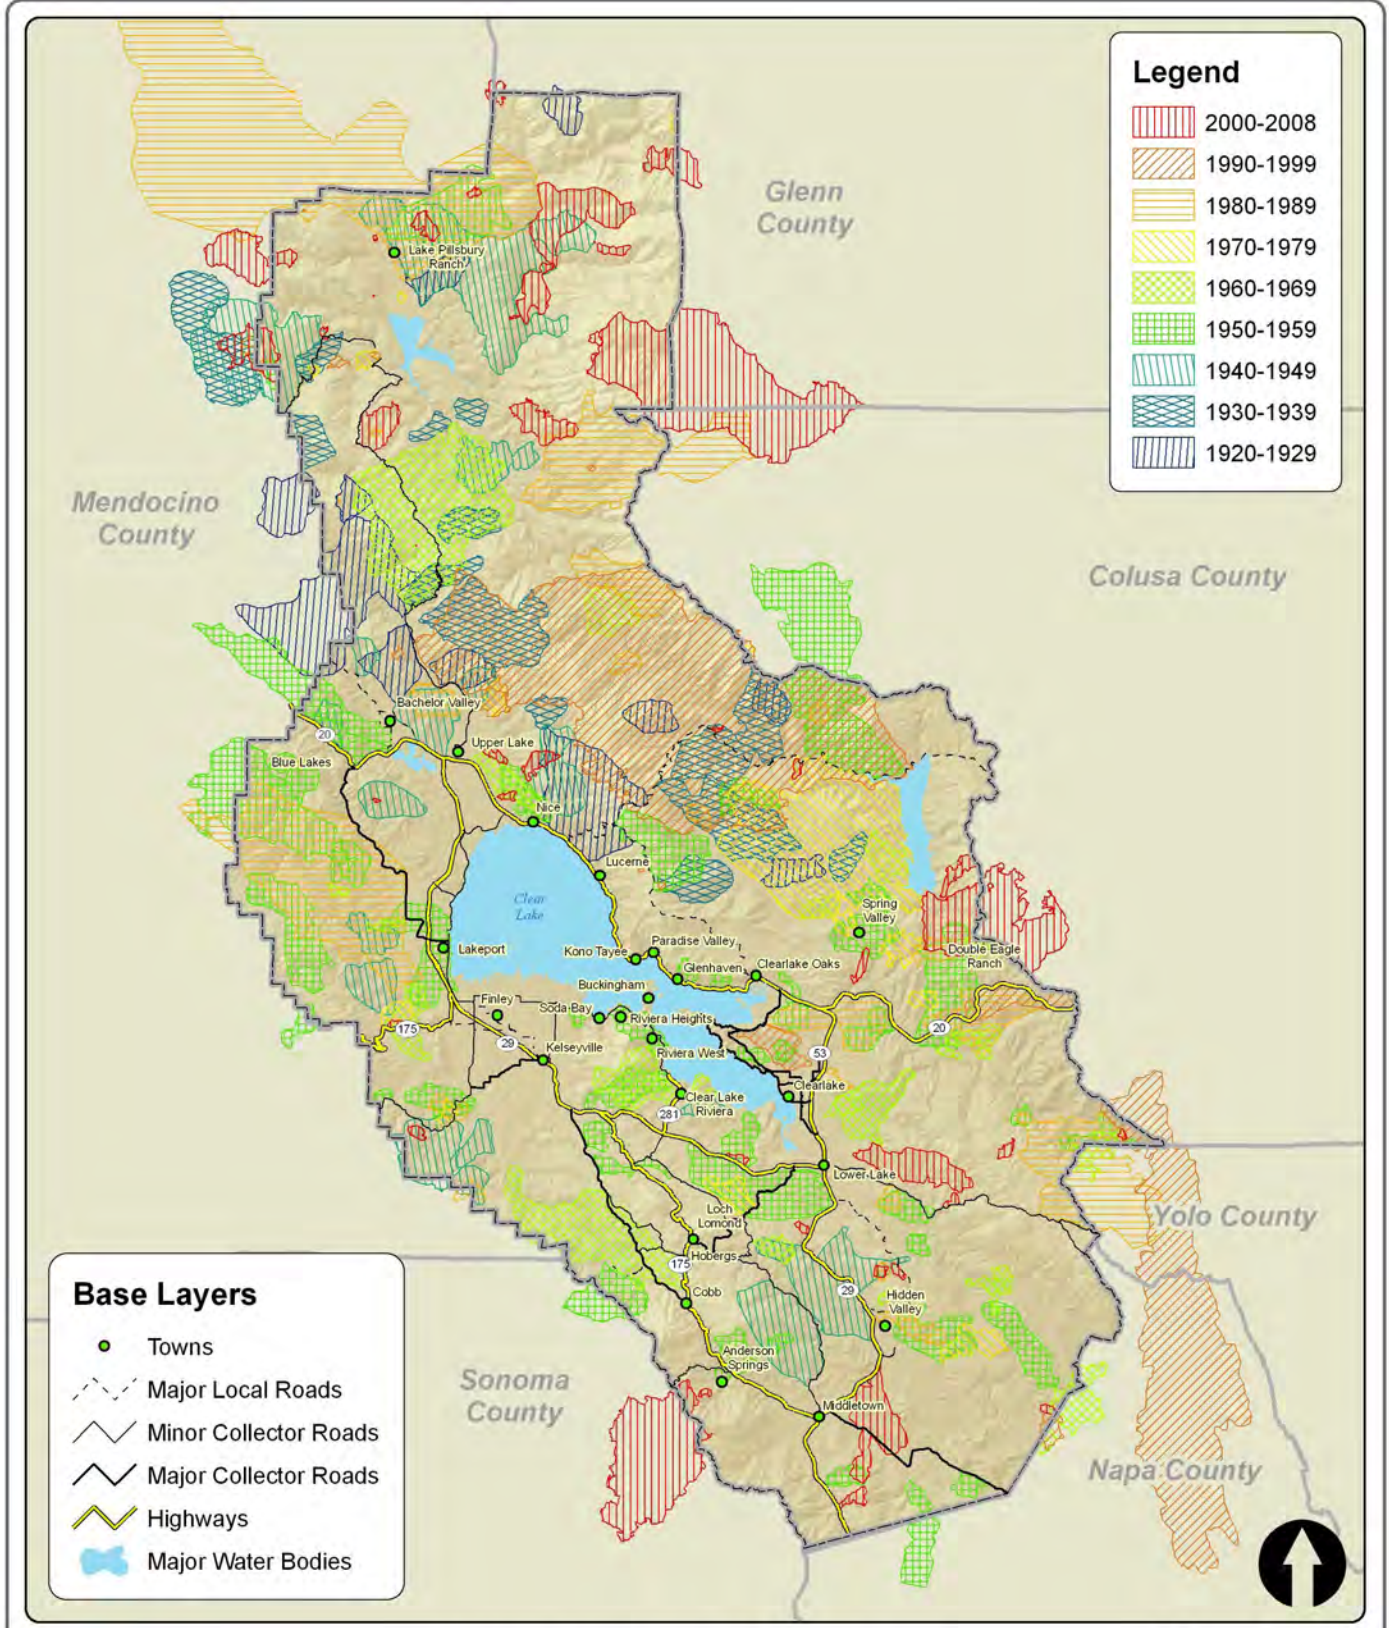 Legend
2000-2008
1990-1999
1980-1989
1970-1979
1960-1969
1950-1959
1940-1949
1930-1939
1920-1929
Glenn
County
Lake Pillsbury
Ranch
Mendocino
County
Colusa County
Bachelor Valley
20
Upper Lake
Blue Lakes
Nice
Lucerne
Clear
Lake
Spring
Valley
Lakeport
Kono Tayee
Paradise Valley
Double Eagle
Ranch
Glenhaven
Clearlake Oaks
Buckingham
Finley
Soda Bay
Riviera Heights
175
20
29
Kelseyville
Riviera West
53
Clearlake
Clear Lake
Riviera
281
Lower Lake
Loch
Lomond
Yolo County
Hobergs
175
Base Layers
Cobb
29
Hidden
Valley
Towns
Anderson
Springs
Major Local Roads
Sonoma
County
Middletown
Minor Collector Roads
Major Collector Roads
Napa County
Highways
Major Water Bodies